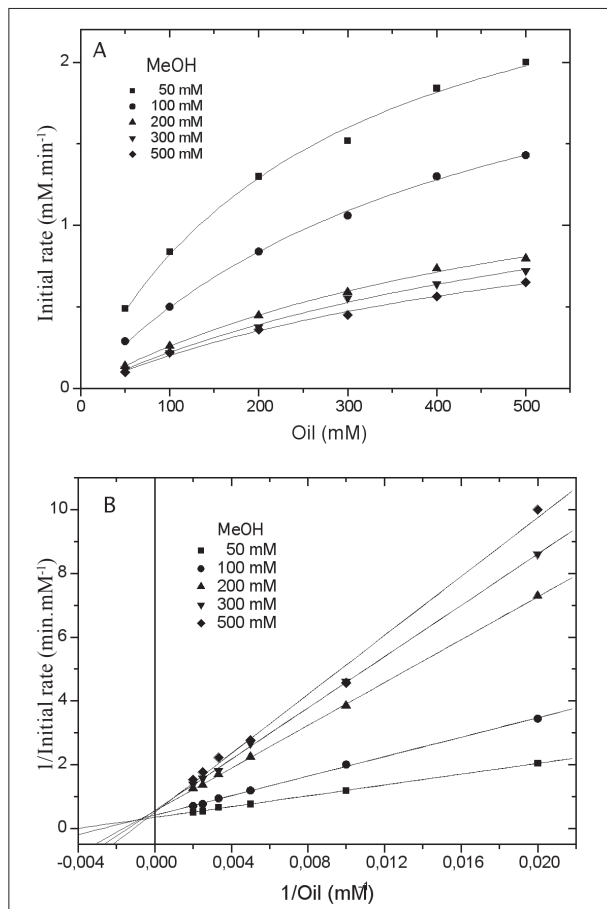 A
MeOH
50 mM
100 mM
200 mM
300 mM
500 mM
Initial rate (mM.min⁻¹)
2
1
0
0 100 200 300 400 500
Oil (mM)
B
MeOH
50 mM
100 mM
200 mM
300 mM
500 mM
1/Initial rate (min.mM⁻¹)
10
8
6
4
2
0
-0,004 0,000 0,004 0,008 0,012 0,016 0,020
1/Oil (mM⁻¹)